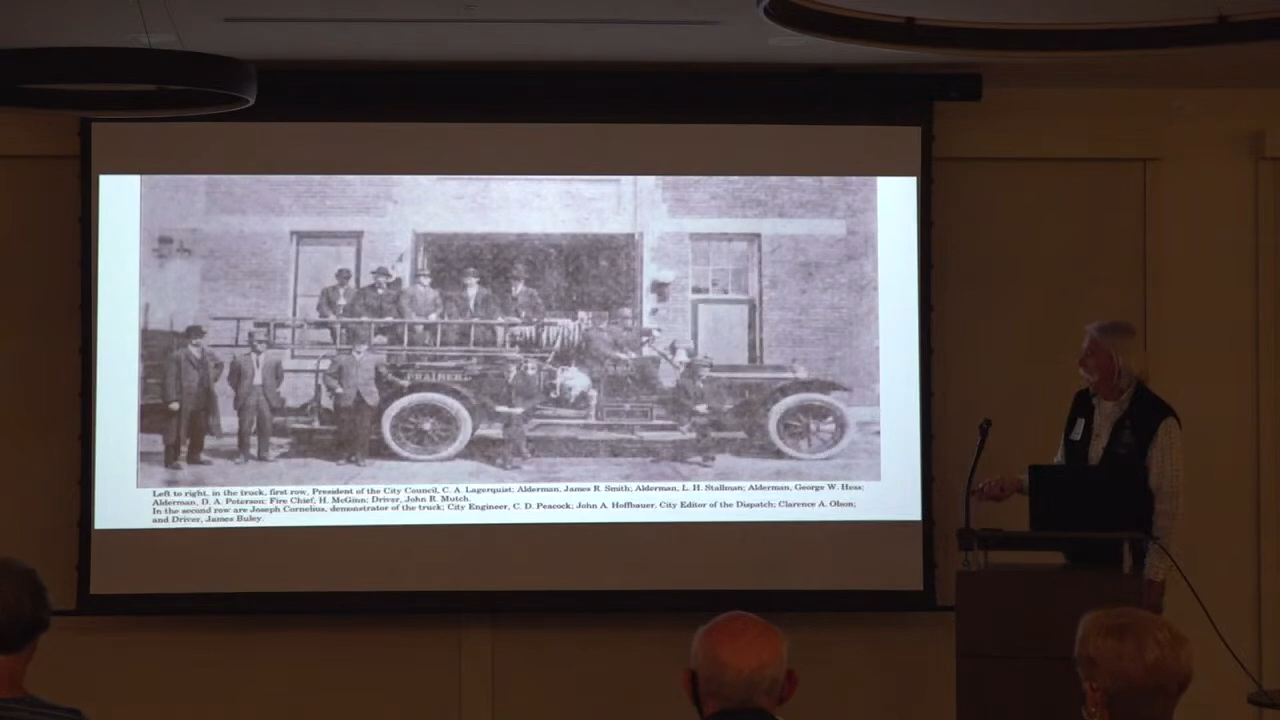 BRAINERD
Left to right, in the truck, first row, President of the City Council, C. A. Lagerquist; Alderman, James R. Smith; Alderman, L. H. Stallman; Alderman, George W. Hess;
Alderman, D. A. Peterson; Fire Chief, H. McGinn; Driver, John R. Mutch.
In the second row are Joseph Cornelius, demonstrator of the truck; City Engineer, C. D. Peacock; John A. Hoffbauer, City Editor of the Dispatch; Clarence A. Olson;
and Driver, James Buley.